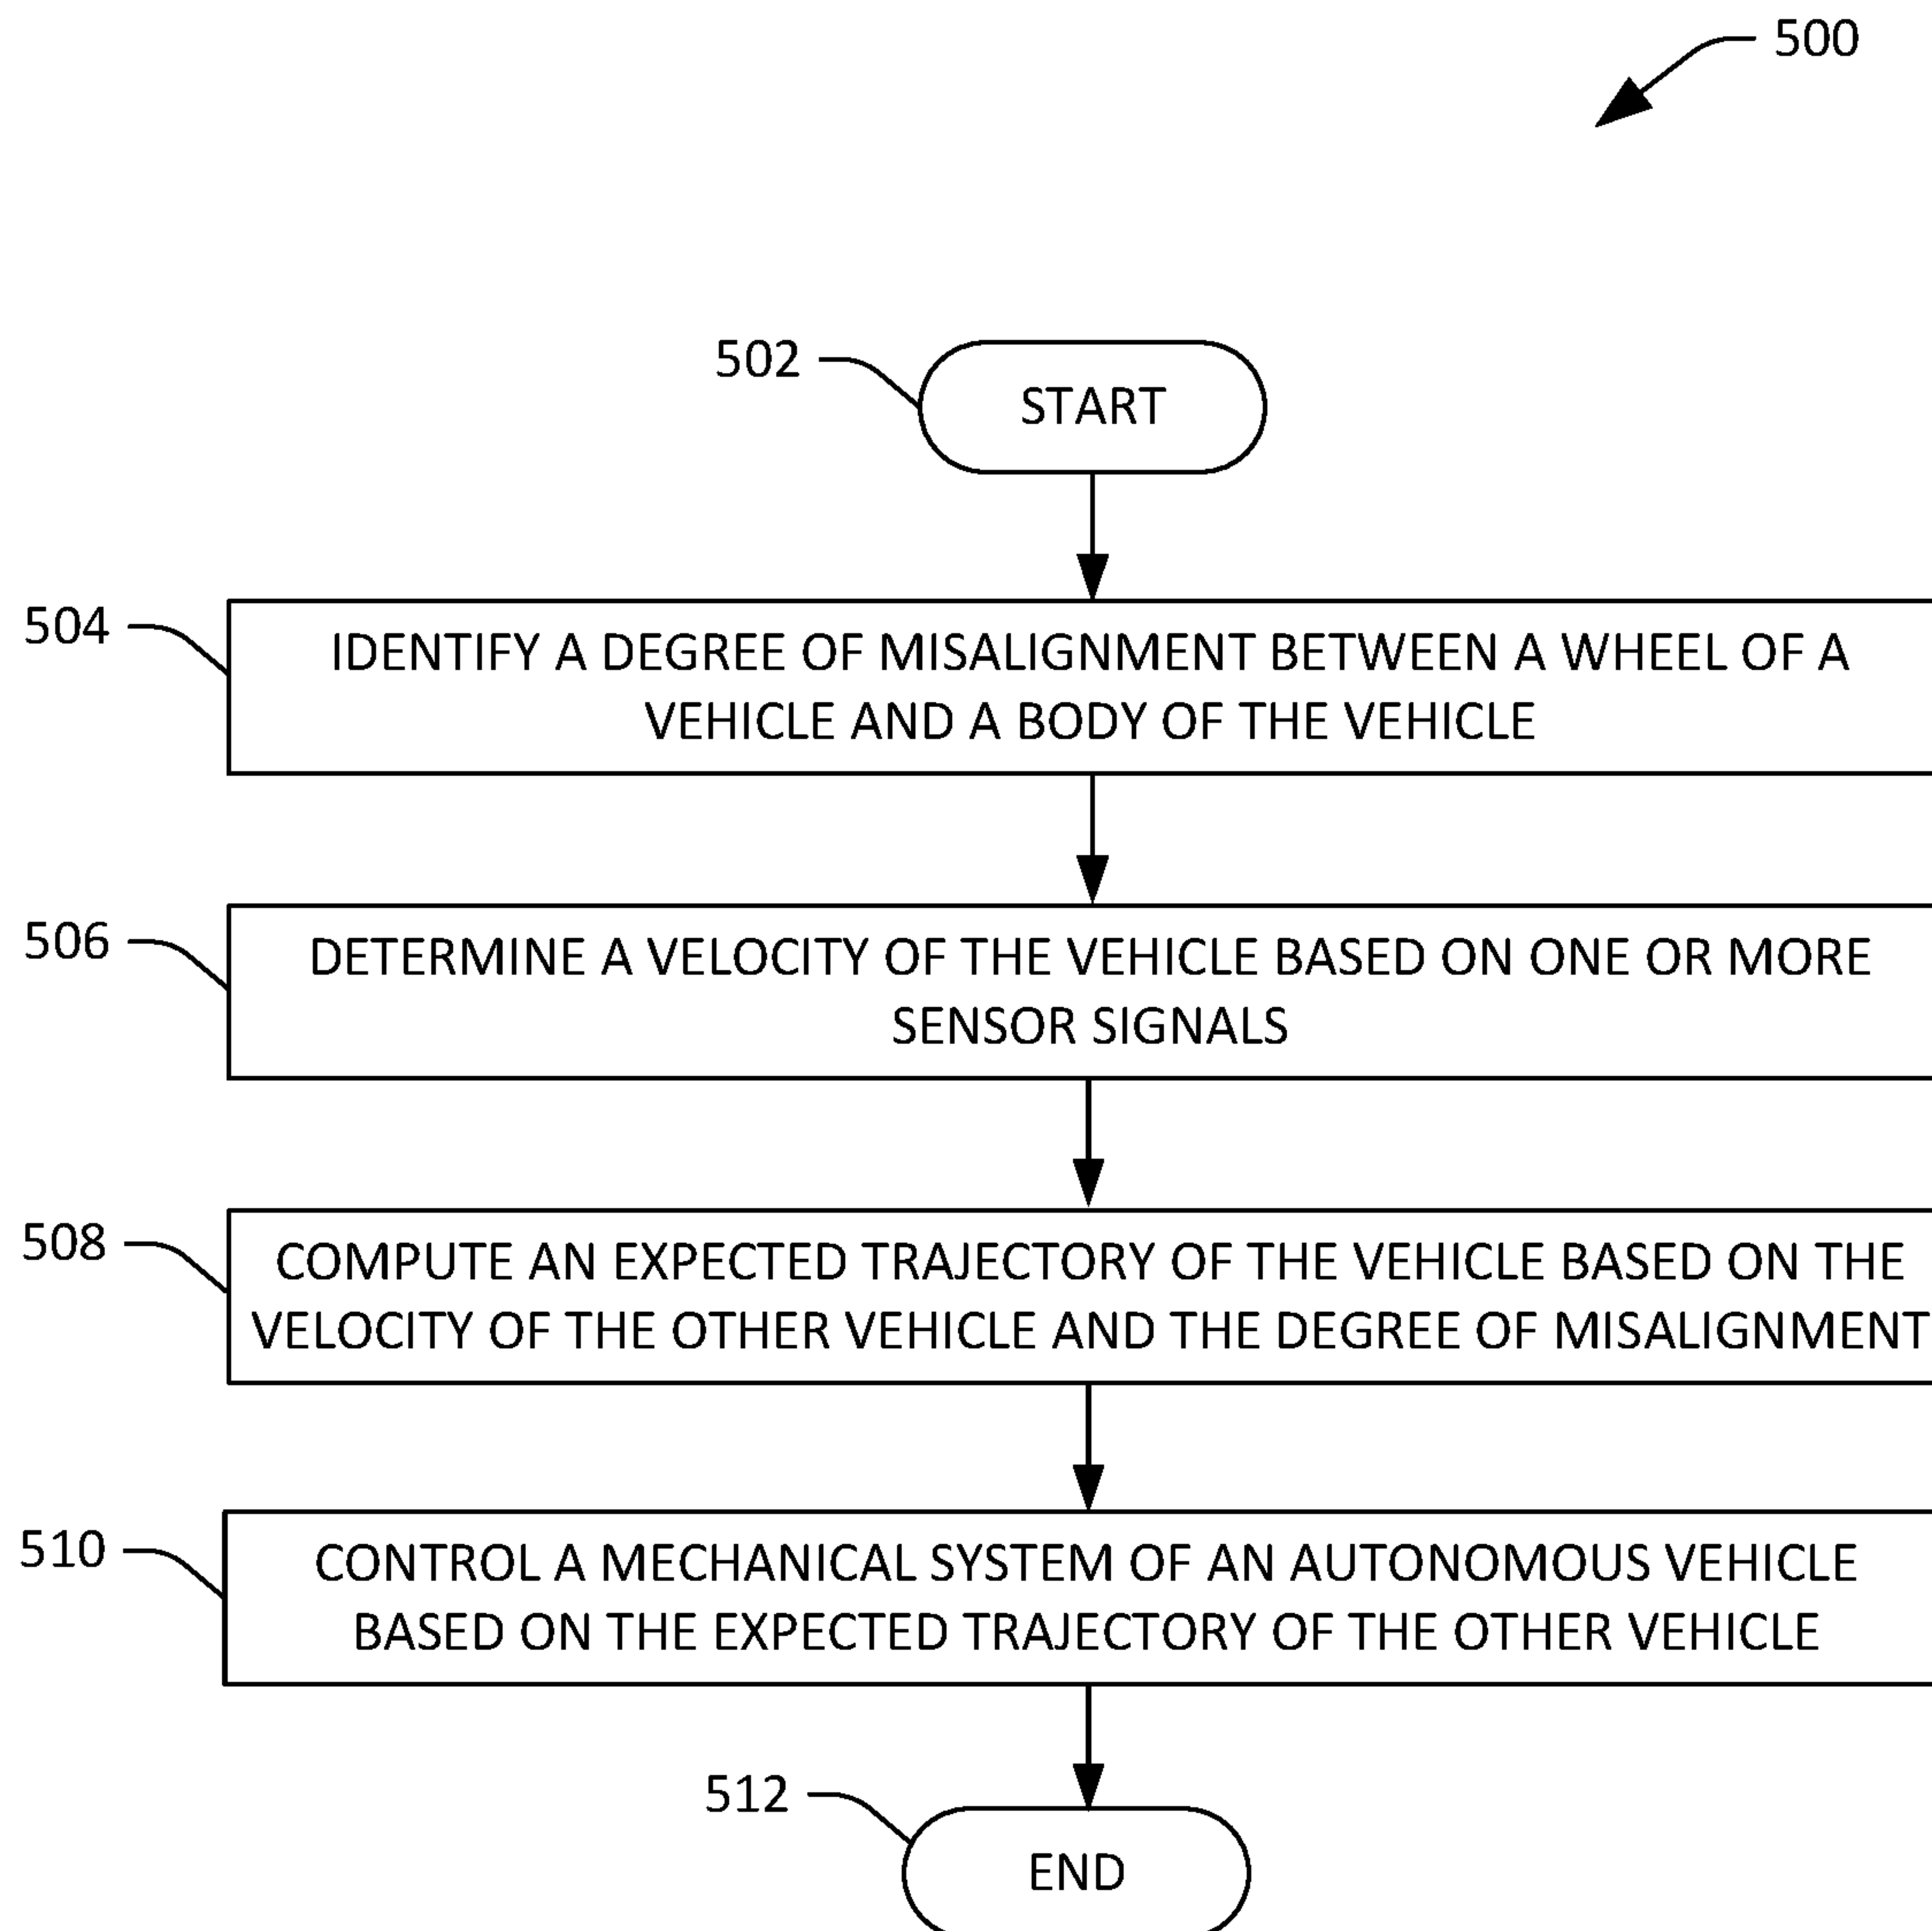 500
502
START
504
IDENTIFY A DEGREE OF MISALIGNMENT BETWEEN A WHEEL OF A
VEHICLE AND A BODY OF THE VEHICLE
506
DETERMINE A VELOCITY OF THE VEHICLE BASED ON ONE OR MORE
SENSOR SIGNALS
508
COMPUTE AN EXPECTED TRAJECTORY OF THE VEHICLE BASED ON THE
VELOCITY OF THE OTHER VEHICLE AND THE DEGREE OF MISALIGNMENT
510
CONTROL A MECHANICAL SYSTEM OF AN AUTONOMOUS VEHICLE
BASED ON THE EXPECTED TRAJECTORY OF THE OTHER VEHICLE
512
END